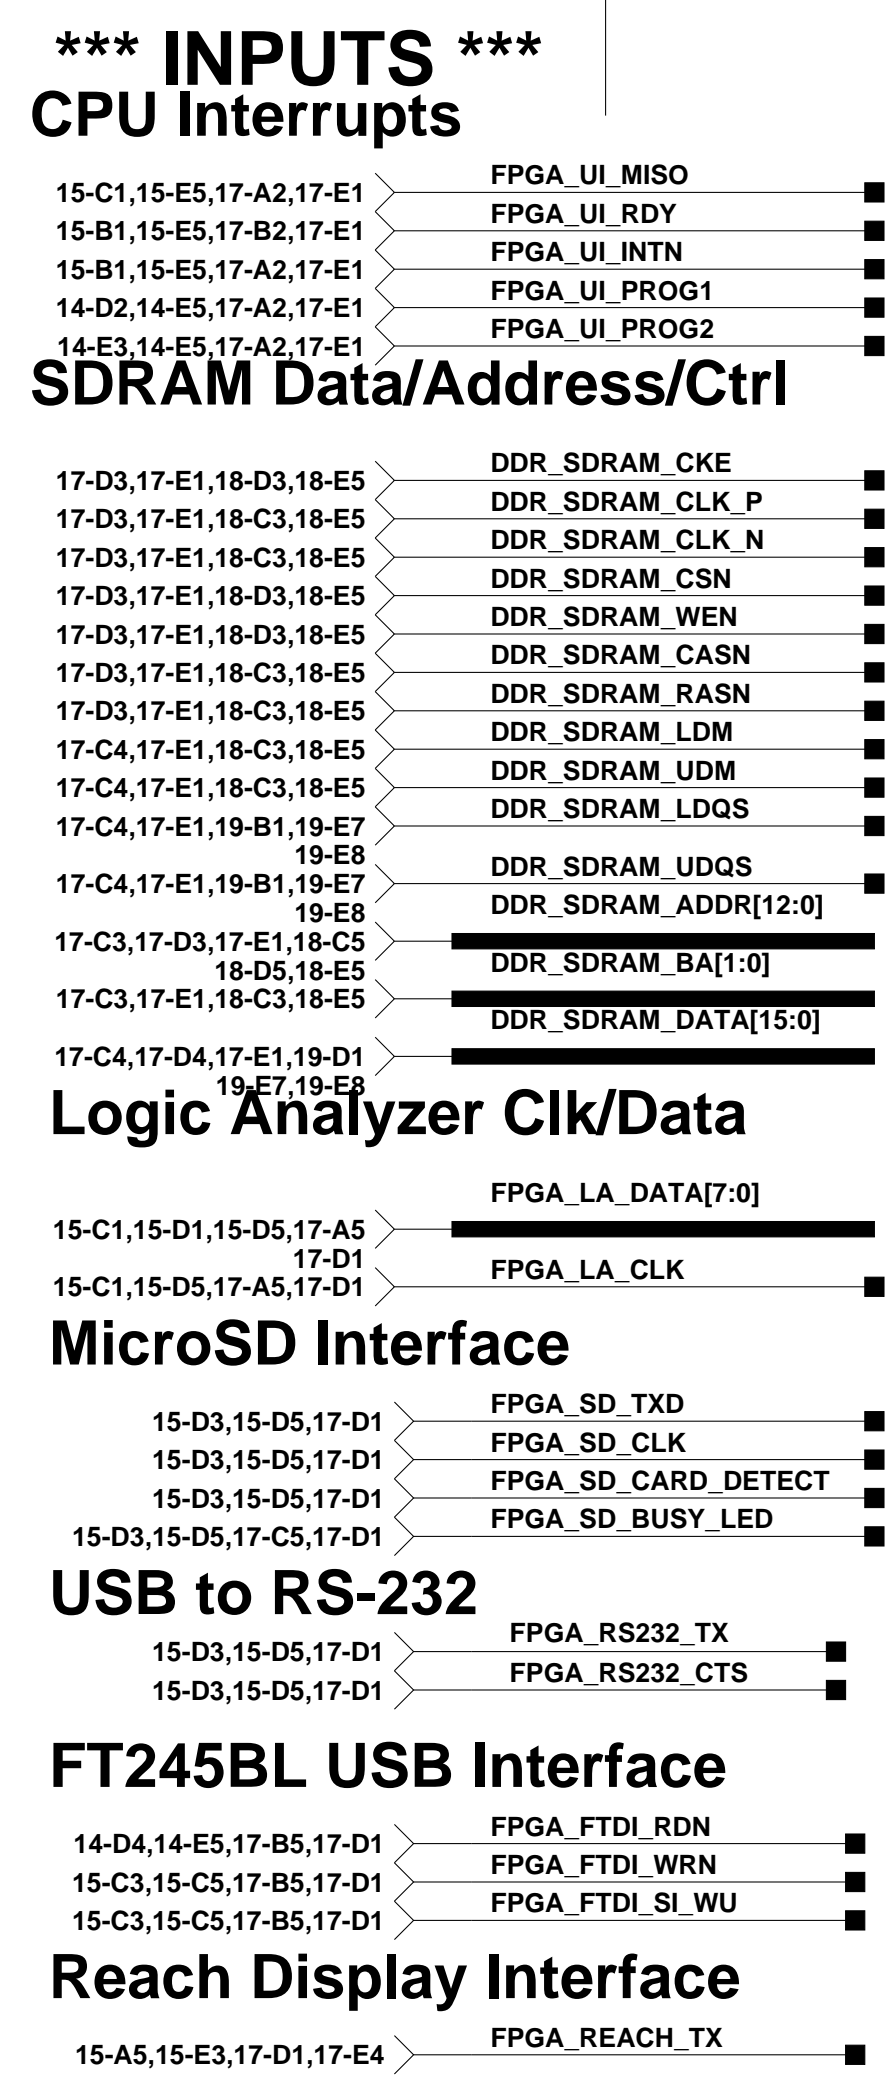 *** INPUTS ***
CPU Interrupts
FPGA_UI_MISO
15-C1,15-E5,17-A2,17-E1
FPGA_UI_RDY
15-B1,15-E5,17-B2,17-E1
FPGA_UI_INTN
15-B1,15-E5,17-A2,17-E1
FPGA_UI_PROG1
14-D2,14-E5,17-A2,17-E1
FPGA_UI_PROG2
14-E3,14-E5,17-A2,17-E1
SDRAM Data/Address/Ctrl
DDR_SDRAM_CKE
17-D3,17-E1,18-D3,18-E5
DDR_SDRAM_CLK_P
17-D3,17-E1,18-C3,18-E5
DDR_SDRAM_CLK_N
17-D3,17-E1,18-C3,18-E5
DDR_SDRAM_CSN
17-D3,17-E1,18-D3,18-E5
DDR_SDRAM_WEN
17-D3,17-E1,18-D3,18-E5
DDR_SDRAM_CASN
17-D3,17-E1,18-C3,18-E5
DDR_SDRAM_RASN
17-D3,17-E1,18-C3,18-E5
DDR_SDRAM_LDM
17-C4,17-E1,18-C3,18-E5
DDR_SDRAM_UDM
17-C4,17-E1,18-C3,18-E5
DDR_SDRAM_LDQS
17-C4,17-E1,19-B1,19-E7
19-E8
DDR_SDRAM_UDQS
17-C4,17-E1,19-B1,19-E7
19-E8
DDR_SDRAM_ADDR[12:0]
17-C3,17-D3,17-E1,18-C5
18-D5,18-E5
DDR_SDRAM_BA[1:0]
17-C3,17-E1,18-C3,18-E5
DDR_SDRAM_DATA[15:0]
17-C4,17-D4,17-E1,19-D1
19-E7,19-E8
Logic Analyzer Clk/Data
FPGA_LA_DATA[7:0]
15-C1,15-D1,15-D5,17-A5
17-D1
FPGA_LA_CLK
15-C1,15-D5,17-A5,17-D1
MicroSD Interface
FPGA_SD_TXD
15-D3,15-D5,17-D1
FPGA_SD_CLK
15-D3,15-D5,17-D1
FPGA_SD_CARD_DETECT
15-D3,15-D5,17-D1
FPGA_SD_BUSY_LED
15-D3,15-D5,17-C5,17-D1
USB to RS-232
FPGA_RS232_TX
15-D3,15-D5,17-D1
FPGA_RS232_CTS
15-D3,15-D5,17-D1
FT245BL USB Interface
FPGA_FTDI_RDN
14-D4,14-E5,17-B5,17-D1
FPGA_FTDI_WRN
15-C3,15-C5,17-B5,17-D1
FPGA_FTDI_SI_WU
15-C3,15-C5,17-B5,17-D1
Reach Display Interface
FPGA_REACH_TX
15-A5,15-E3,17-D1,17-E4